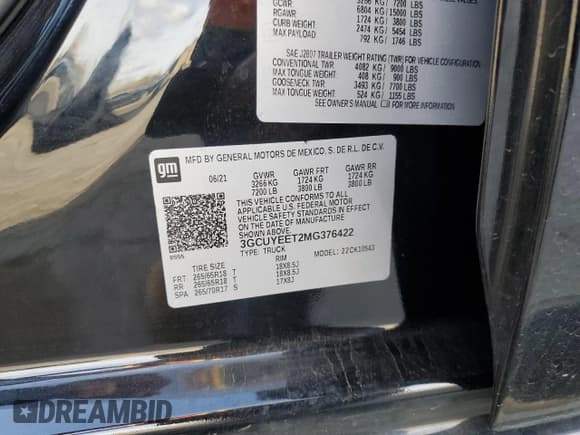 GCWR 3266 KG / 7200 LBS
RGAWR 6804 KG / 15000 LBS
CURB WEIGHT 1724 KG / 3800 LBS
MAX PAYLOAD 2474 KG / 5454 LBS
792 KG / 1746 LBS
SAE J2807 TRAILER WEIGHT RATING (TWR) FOR VEHICLE CONFIGURATION
CONVENTIONAL TWR 4082 KG / 9000 LBS
MAX TONGUE WEIGHT 408 KG / 900 LBS
GOOSENECK TWR 3493 KG / 7700 LBS
MAX TONGUE WEIGHT 524 KG / 1155 LBS
SEE OWNER'S MANUAL FOR MORE INFORMATION
gm
MFD BY GENERAL MOTORS DE MEXICO, S. DE R.L. DE C.V.
06/21 GVWR GAWR FRT GAWR RR
3266 KG 1724 KG 1724 KG
7200 LB 3800 LB 3800 LB
THIS VEHICLE CONFORMS TO ALL
APPLICABLE U.S. FEDERAL MOTOR
VEHICLE SAFETY STANDARDS IN EFFECT
ON THE DATE OF MANUFACTURE SHOWN ABOVE.
3GCUYEET2MG376422
TYPE: TRUCK MODEL: 22CK10543
TIRE SIZE RIM
FRT 265/65R18 T 18X8.5J
RR 265/65R18 T 18X8.5J
SPA 265/70R17 S 17X8J
DREAMBID